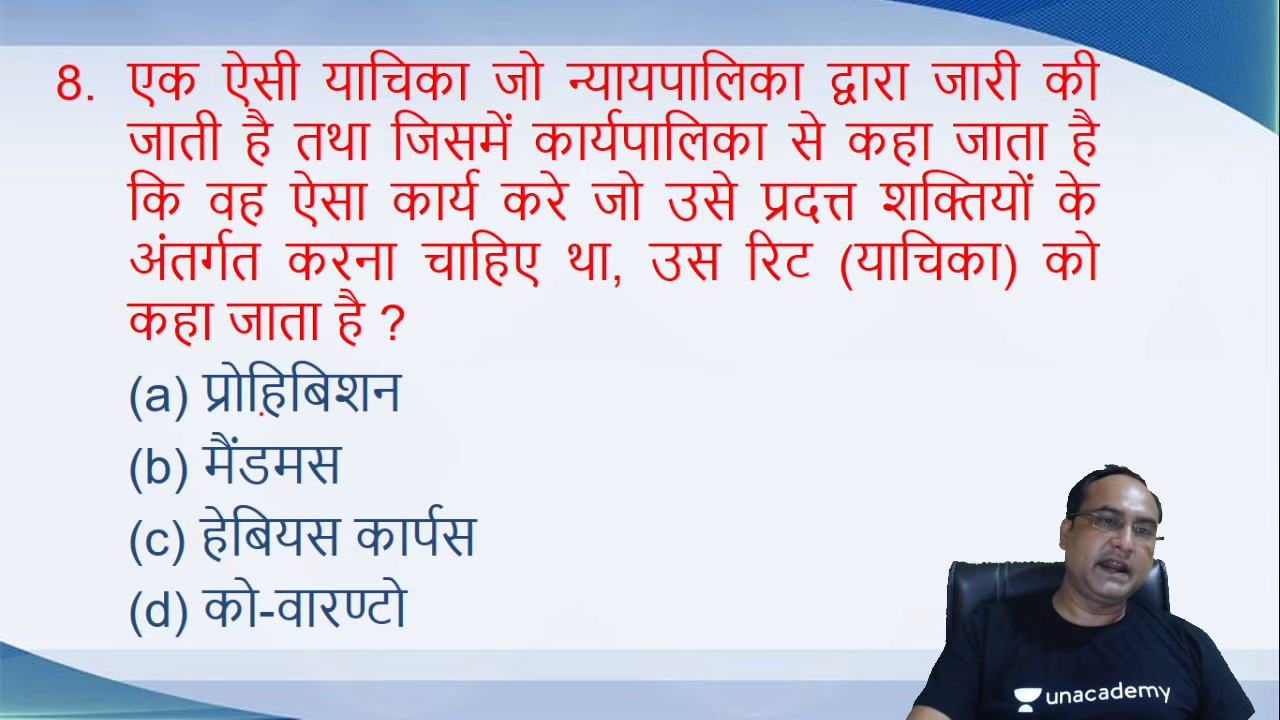 8. एक ऐसी याचिका जो न्यायपालिका द्वारा जारी की
जाती है तथा जिसमें कार्यपालिका से कहा जाता है
कि वह ऐसा कार्य करे जो उसे प्रदत्त शक्तियों के
अंतर्गत करना चाहिए था, उस रिट (याचिका) को
कहा जाता है ?
(a) प्रोहिबिशन
(b) मैंडमस
(c) हेबियस कार्पस
(d) को-वारण्टो
unacademy